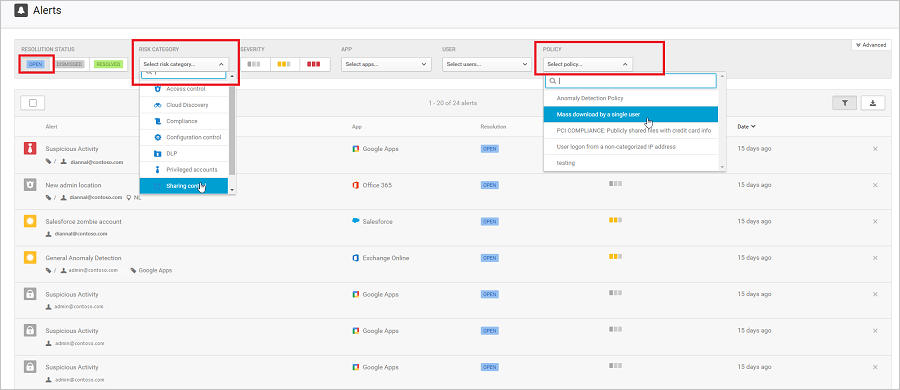 Alerts
RESOLUTION STATUS
RISK CATEGORY
SEVERITY
APP
USER
POLICY
Advanced
OPEN
DISMISSED
RESOLVED
Select risk category...
Select apps...
Select users...
Select policy...
Access control
Cloud Discovery
Compliance
Configuration control
DLP
Privileged accounts
Sharing control
Anomaly Detection Policy
Mass download by a single user
PCI COMPLIANCE: Publicly shared files with credit card info
User logon from a non-categorized IP address
testing
1 - 20 of 24 alerts
Alert
App
Resolution
Date
Suspicious Activity
/ diannal@contoso.com
Google Apps
OPEN
15 days ago
New admin location
/ diannal@contoso.com NL
Office 365
OPEN
15 days ago
Salesforce zombie account
diannal@contoso.com
Salesforce
OPEN
15 days ago
General Anomaly Detection
/ admin@contoso.com Google Apps
Exchange Online
OPEN
15 days ago
Suspicious Activity
admin@contoso.com
Google Apps
OPEN
15 days ago
Suspicious Activity
admin@contoso.com
Google Apps
OPEN
15 days ago
Suspicious Activity
admin@contoso.com
Google Apps
OPEN
15 days ago